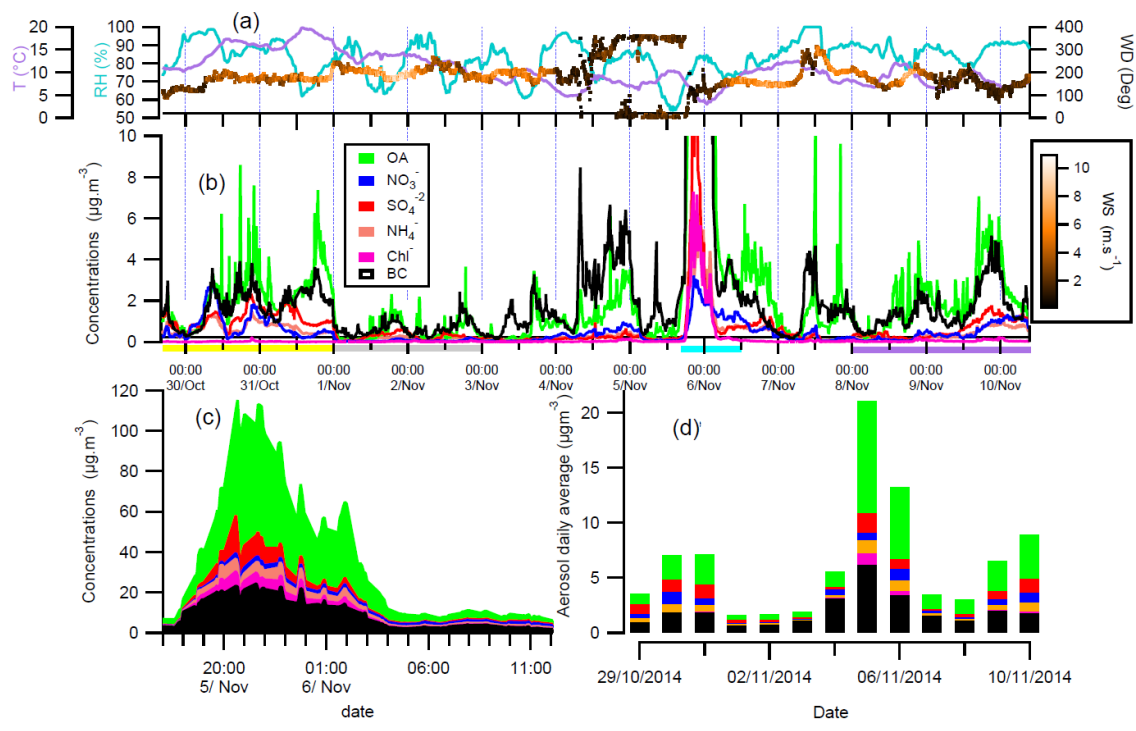 (a)
20
15
10
5
0
T (°C)
100
90
80
70
60
50
RH (%)
400
300
200
100
0
WD (Deg)
(b)
10
8
6
4
2
0
Concentrations (µg.m-3)
OA
NO3-
SO4-2
NH4-
Chl-
BC
10
8
6
4
2
WS (m.s-1)
00:00 00:00 00:00 00:00 00:00 00:00 00:00 00:00 00:00 00:00 00:00 00:00
30/Oct 31/Oct 1/Nov 2/Nov 3/Nov 4/Nov 5/Nov 6/Nov 7/Nov 8/Nov 9/Nov 10/Nov
(c)
120
100
80
60
40
20
0
Concentrations (µg.m-3)
20:00 01:00 06:00 11:00
5/ Nov 6/ Nov
date
(d)
20
15
10
5
0
Aerosol daily average (µgm-3)
29/10/2014 02/11/2014 06/11/2014 10/11/2014
Date